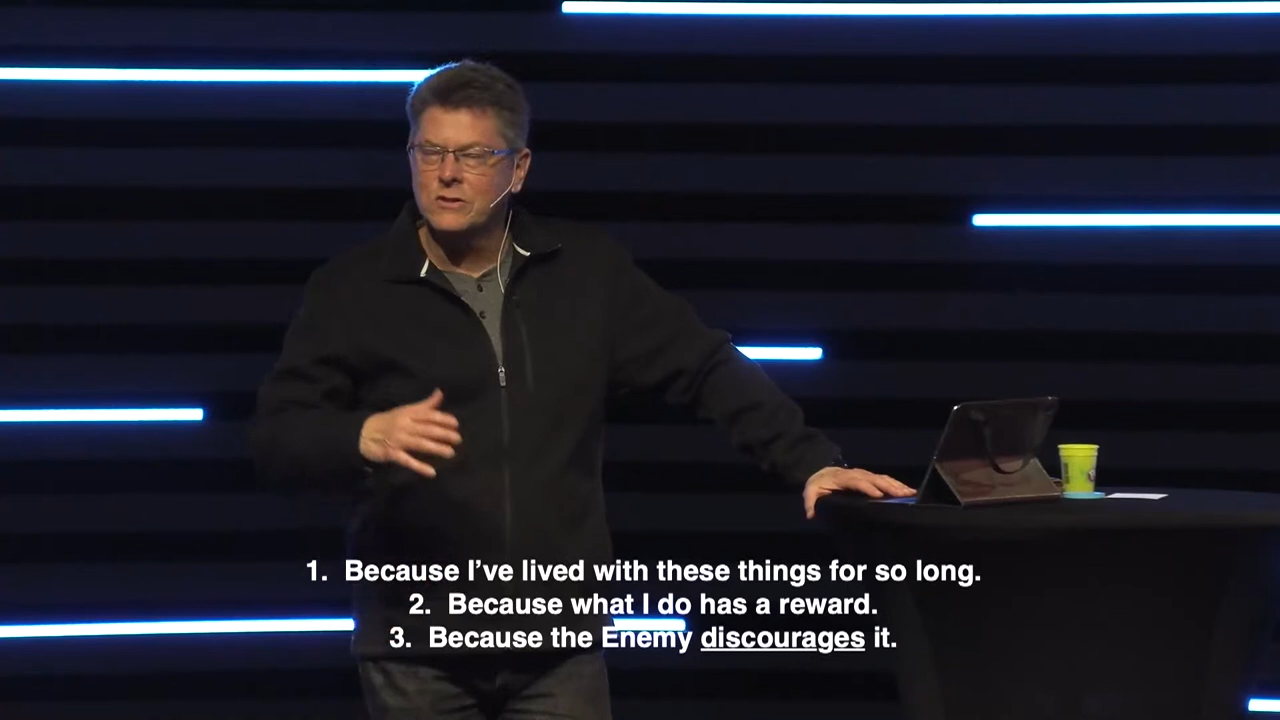 1. Because I’ve lived with these things for so long.
2. Because what I do has a reward.
3. Because the Enemy discourages it.